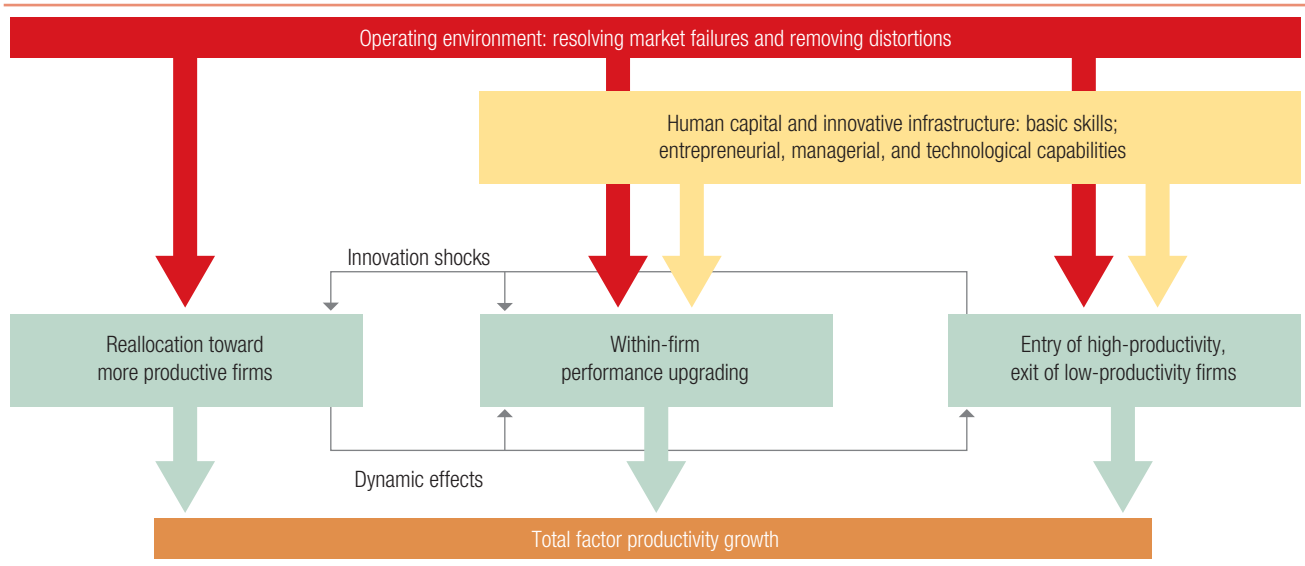 Operating environment: resolving market failures and removing distortions
Human capital and innovative infrastructure: basic skills;
entrepreneurial, managerial, and technological capabilities
Innovation shocks
Reallocation toward
more productive firms
Within-firm
performance upgrading
Entry of high-productivity,
exit of low-productivity firms
Dynamic effects
Total factor productivity growth